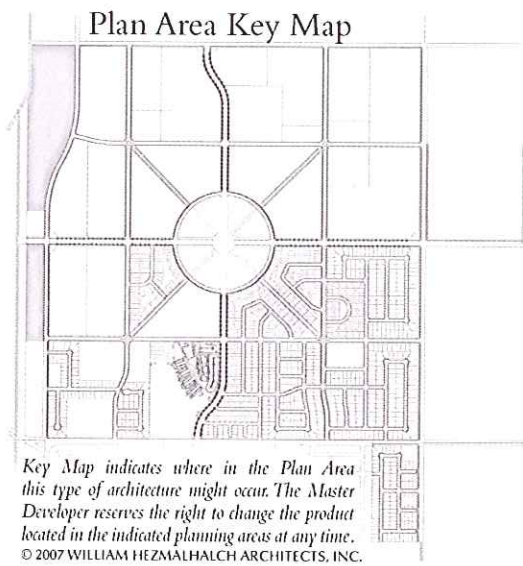 Plan Area Key Map
Key Map indicates where in the Plan Area
this type of architecture might occur. The Master
Developer reserves the right to change the product
located in the indicated planning areas at any time.
© 2007 WILLIAM HEZMALHALCH ARCHITECTS, INC.